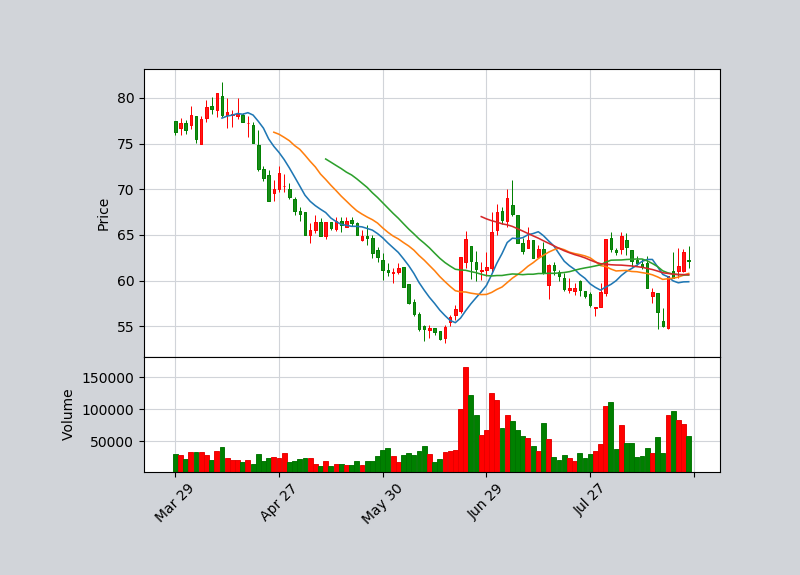 80
75
70
65
60
55
Price
150000
100000
50000
Volume
Mar 29
Apr 27
May 30
Jun 29
Jul 27